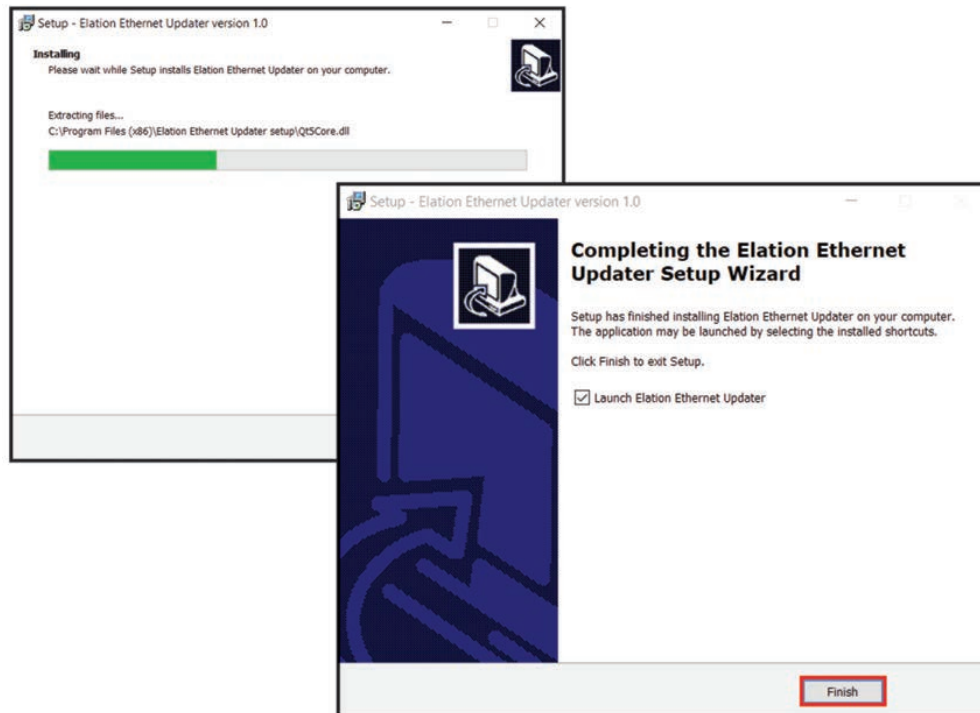 Setup - Elation Ethernet Updater version 1.0
Installing
Please wait while Setup installs Elation Ethernet Updater on your computer.
Extracting files...
C:\Program Files (x86)\Elation Ethernet Updater setup\Qt5Core.dll
Setup - Elation Ethernet Updater version 1.0
Completing the Elation Ethernet
Updater Setup Wizard
Setup has finished installing Elation Ethernet Updater on your computer.
The application may be launched by selecting the installed shortcuts.
Click Finish to exit Setup.
Launch Elation Ethernet Updater
Finish